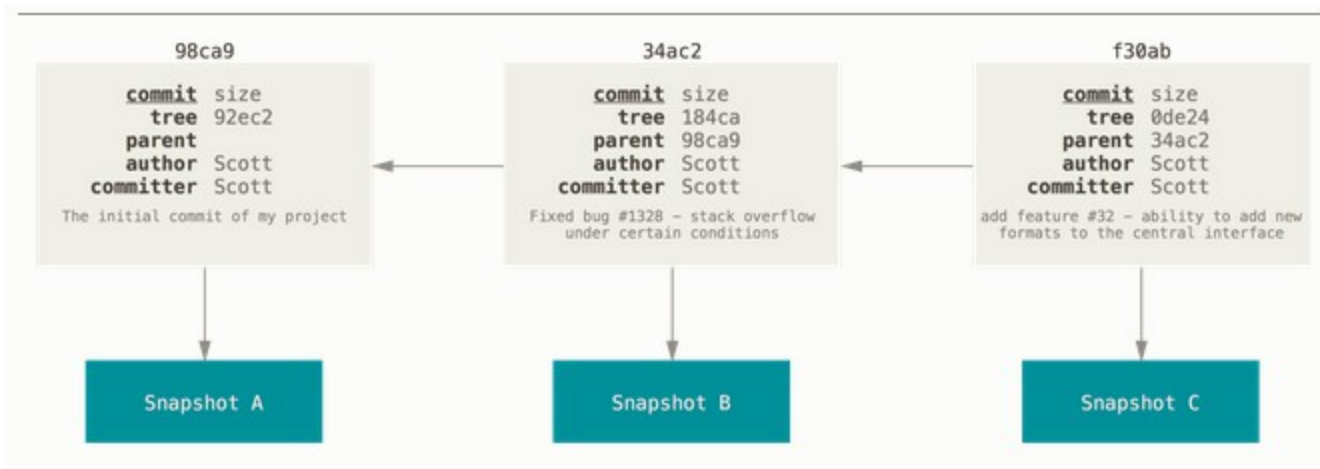 98ca9
commit size
tree 92ec2
parent
author Scott
committer Scott
The initial commit of my project
Snapshot A
34ac2
commit size
tree 184ca
parent 98ca9
author Scott
committer Scott
Fixed bug #1328 – stack overflow
under certain conditions
Snapshot B
f30ab
commit size
tree 0de24
parent 34ac2
author Scott
committer Scott
add feature #32 – ability to add new
formats to the central interface
Snapshot C